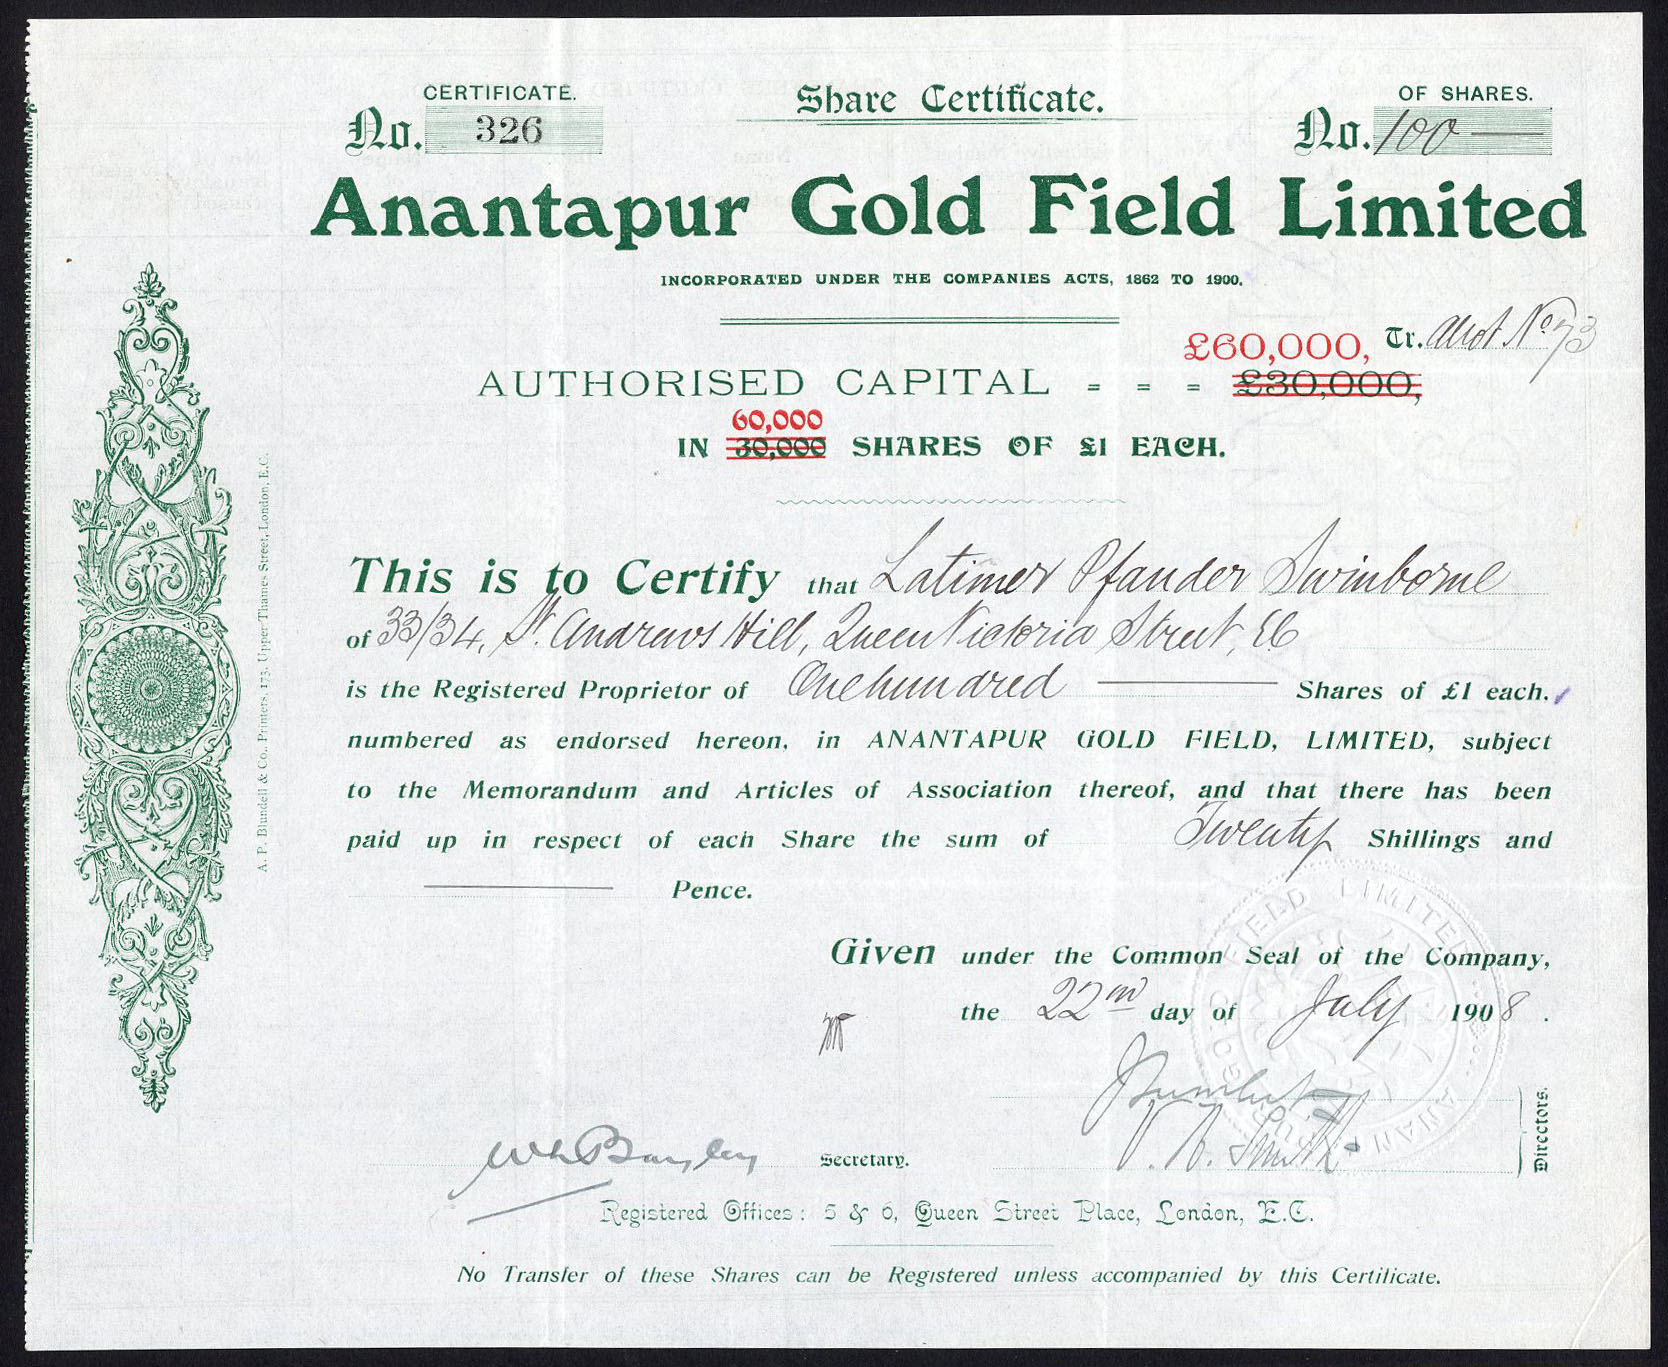 CERTIFICATE.
No. 326
Share Certificate.
OF SHARES.
No. 100
Anantapur Gold Field Limited
INCORPORATED UNDER THE COMPANIES ACTS, 1862 TO 1900.
Tr. Allot No 73
£60,000,
AUTHORISED CAPITAL = = = £30,000,
60,000
IN 30,000 SHARES OF £1 EACH.
This is to Certify that Latimer Pfander Swinborne
of 33/34, St. Andrews Hill, Queen Victoria Street, EC
is the Registered Proprietor of One hundred Shares of £1 each.
numbered as endorsed hereon, in ANANTAPUR GOLD FIELD, LIMITED, subject
to the Memorandum and Articles of Association thereof, and that there has been
paid up in respect of each Share the sum of Twenty Shillings and
Pence.
Given under the Common Seal of the Company,
the 22nd day of July 1908.
Directors.
V. N. Smith
Secretary.
Registered Offices: 5 & 6, Queen Street Place, London, E.C.
No Transfer of these Shares can be Registered unless accompanied by this Certificate.
A. P. Blundell & Co., Printers, 173, Upper Thames Street, London, E.C.
ANANTAPUR GOLD FIELD LIMITED